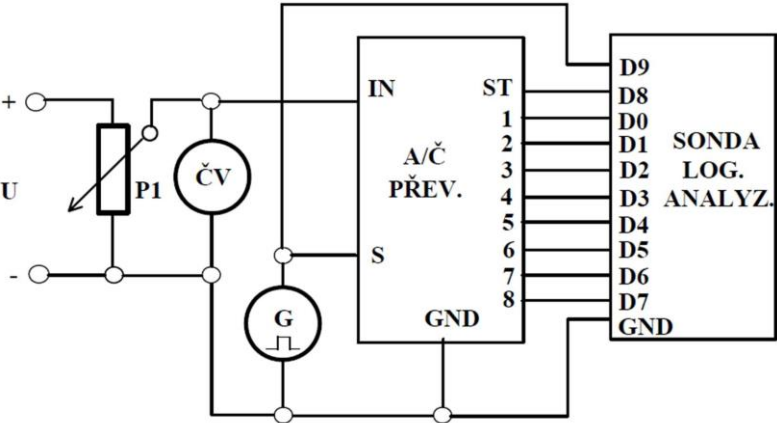 +
U
-
P1
ČV
G
IN
S
A/Č
PŘEV.
GND
ST
1
2
3
4
5
6
7
8
D9
D8
D0
D1
D2
D3
D4
D5
D6
D7
GND
SONDA
LOG.
ANALYZ.